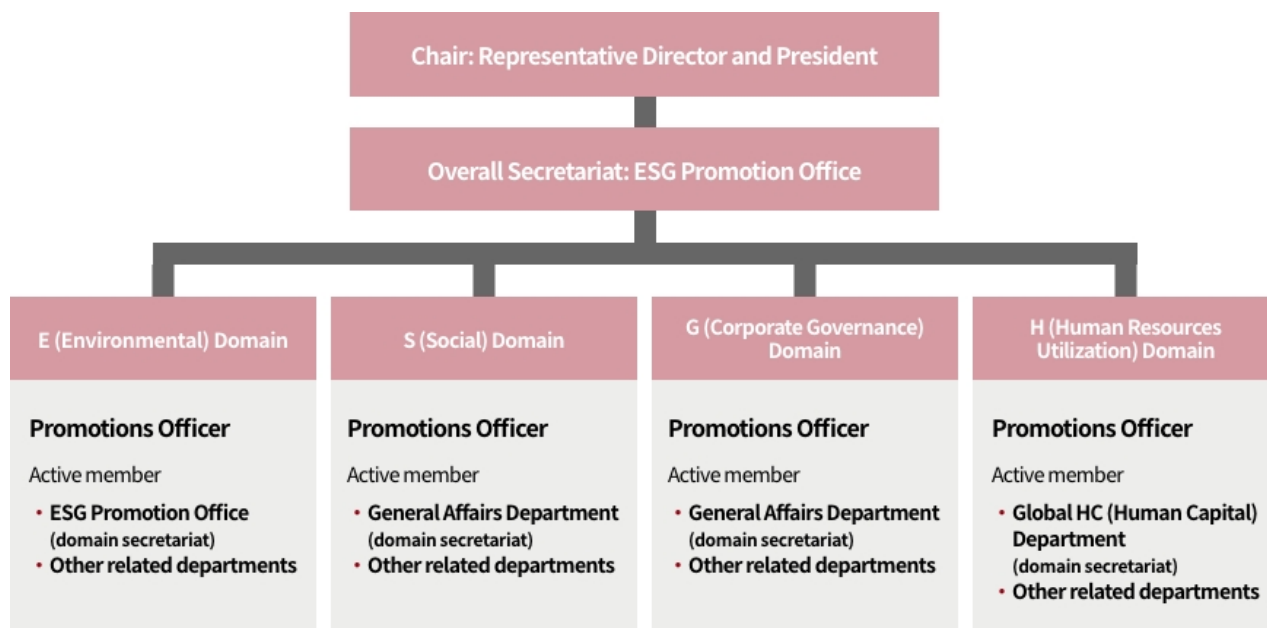 Chair: Representative Director and President
Overall Secretariat: ESG Promotion Office
E (Environmental) Domain
Promotions Officer
Active member
・ESG Promotion Office
(domain secretariat)
・Other related departments
S (Social) Domain
Promotions Officer
Active member
・General Affairs Department
(domain secretariat)
・Other related departments
G (Corporate Governance)
Domain
Promotions Officer
Active member
・General Affairs Department
(domain secretariat)
・Other related departments
H (Human Resources
Utilization) Domain
Promotions Officer
Active member
・Global HC (Human Capital)
Department
(domain secretariat)
・Other related departments